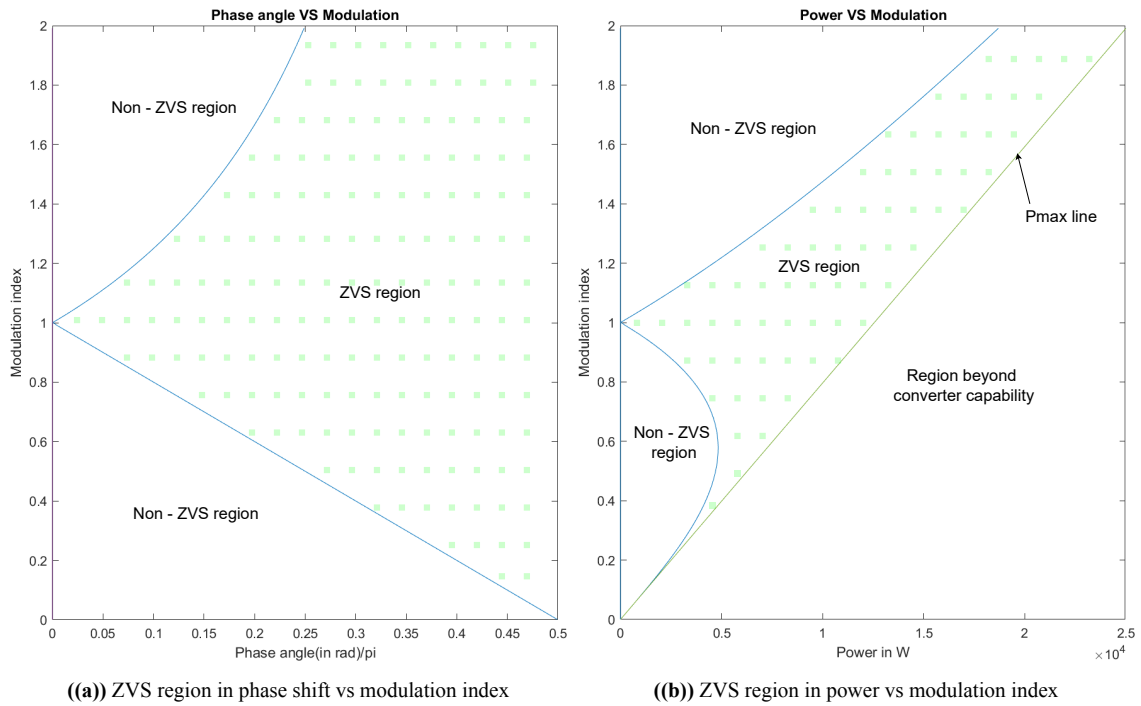 Phase angle VS Modulation
2
1.8
1.6
1.4
1.2
1
0.8
0.6
0.4
0.2
0
Modulation index
Non - ZVS region
ZVS region
Non - ZVS region
0
0.05
0.1
0.15
0.2
0.25
0.3
0.35
0.4
0.45
0.5
Phase angle(in rad)/pi
((a)) ZVS region in phase shift vs modulation index
Power VS Modulation
2
1.8
1.6
1.4
1.2
1
0.8
0.6
0.4
0.2
0
Modulation index
Non - ZVS region
Pmax line
ZVS region
Region beyond
converter capability
Non - ZVS
region
0
0.5
1
1.5
2
2.5
Power in W
×10⁴
((b)) ZVS region in power vs modulation index